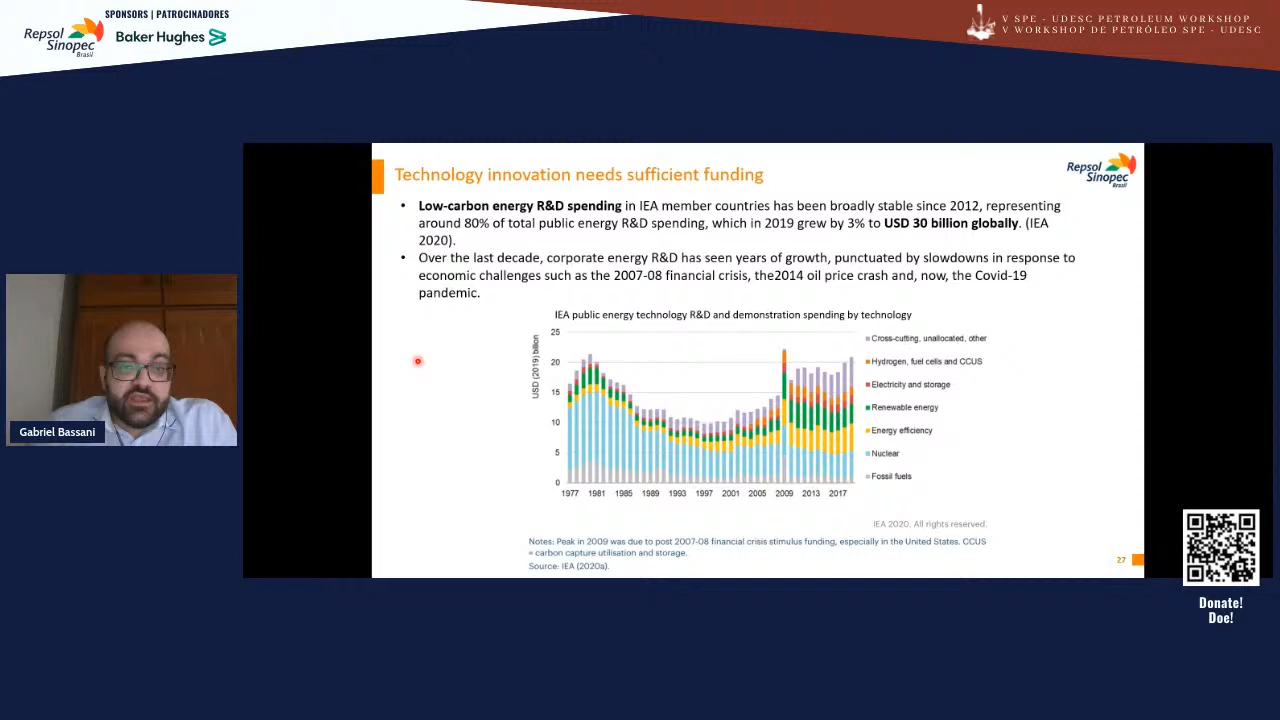 SPONSORS | PATROCINADORES
Repsol
Sinopec
Brasil
Baker Hughes
V SPE - UDESC PETROLEUM WORKSHOP
V WORKSHOP DE PETRÓLEO SPE - UDESC
Technology innovation needs sufficient funding
Repsol
Sinopec
Brasil
• Low-carbon energy R&D spending in IEA member countries has been broadly stable since 2012, representing
around 80% of total public energy R&D spending, which in 2019 grew by 3% to USD 30 billion globally. (IEA
2020).
• Over the last decade, corporate energy R&D has seen years of growth, punctuated by slowdowns in response to
economic challenges such as the 2007-08 financial crisis, the2014 oil price crash and, now, the Covid-19
pandemic.
IEA public energy technology R&D and demonstration spending by technology
USD (2019) billion
25
20
15
10
5
0
1977 1981 1985 1989 1993 1997 2001 2005 2009 2013 2017
Cross-cutting, unallocated, other
Hydrogen, fuel cells and CCUS
Electricity and storage
Renewable energy
Energy efficiency
Nuclear
Fossil fuels
IEA 2020. All rights reserved.
Notes: Peak in 2009 was due to post 2007-08 financial crisis stimulus funding, especially in the United States. CCUS
= carbon capture utilisation and storage.
Source: IEA (2020a).
27
Gabriel Bassani
Donate!
Doe!